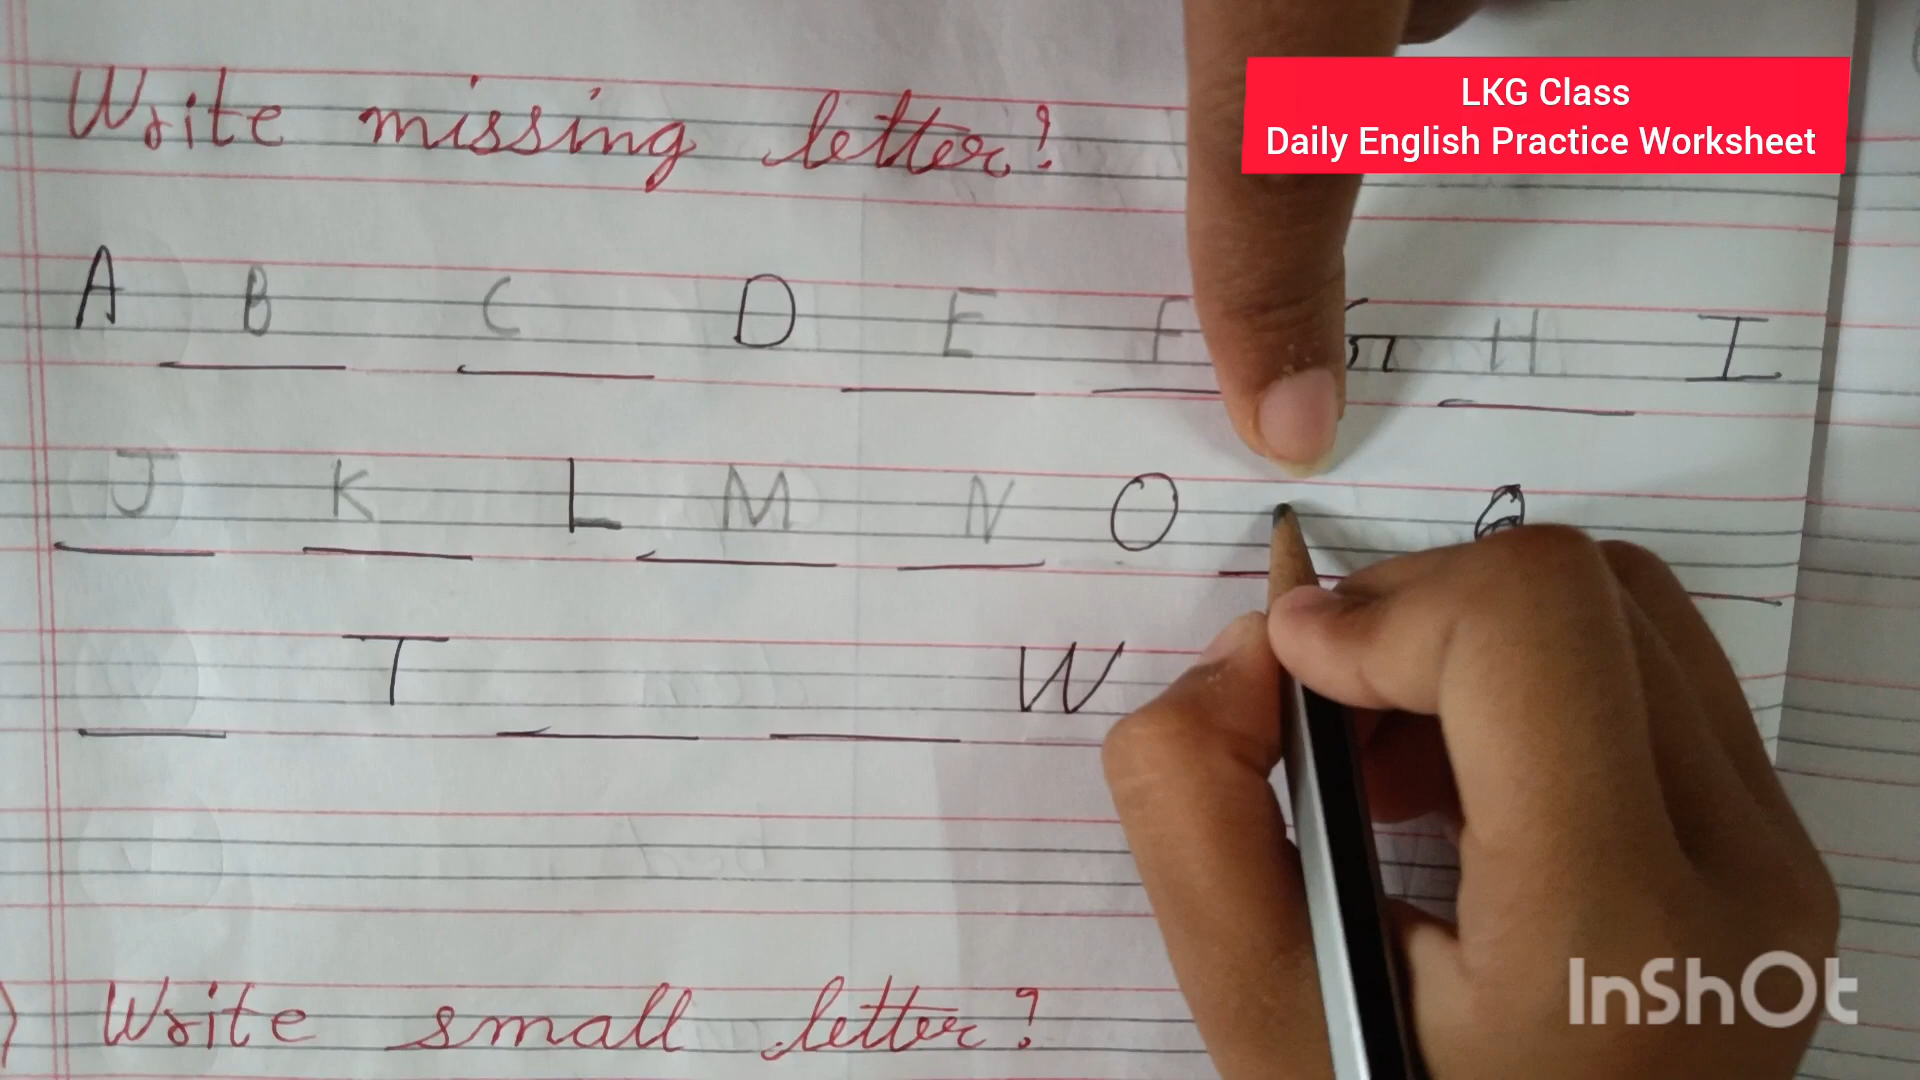 LKG Class
Daily English Practice Worksheet
Write missing letter?
A B C D E F G H I
J K L M N O Q
T W
Write small letter?
InShOt